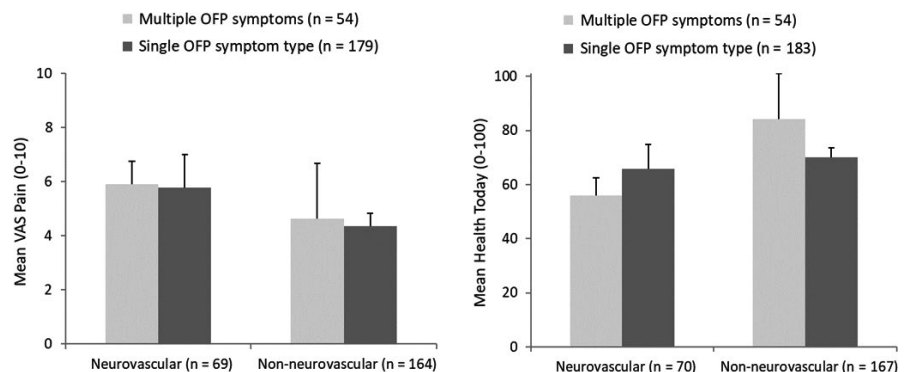 Multiple OFP symptoms (n = 54)
Single OFP symptom type (n = 179)
Mean VAS Pain (0-10)
10
8
6
4
2
0
Neurovascular (n = 69) Non-neurovascular (n = 164)
Multiple OFP symptoms (n = 54)
Single OFP symptom type (n = 183)
Mean Health Today (0-100)
100
80
60
40
20
0
Neurovascular (n = 70) Non-neurovascular (n = 167)